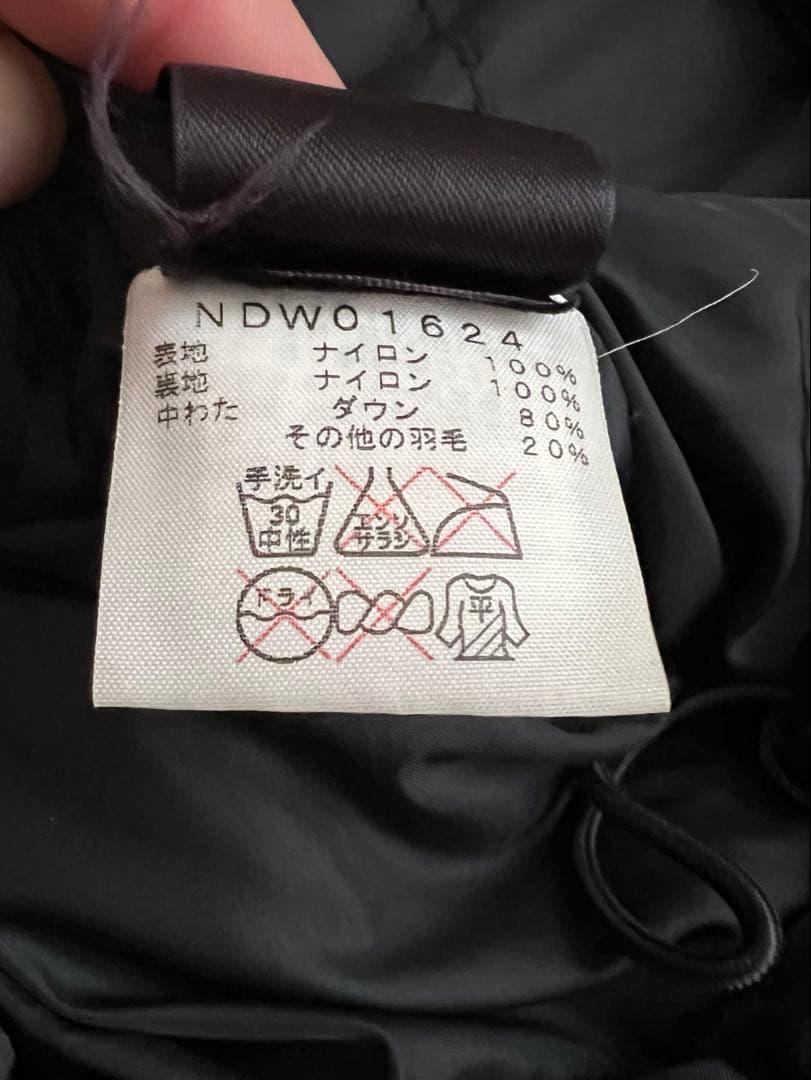 NDW01624
表地 ナイロン 100%
裏地 ナイロン 100%
中わた ダウン 80%
その他の羽毛 20%
手洗イ
30
中性
エンソ
サラシ
ドライ
平